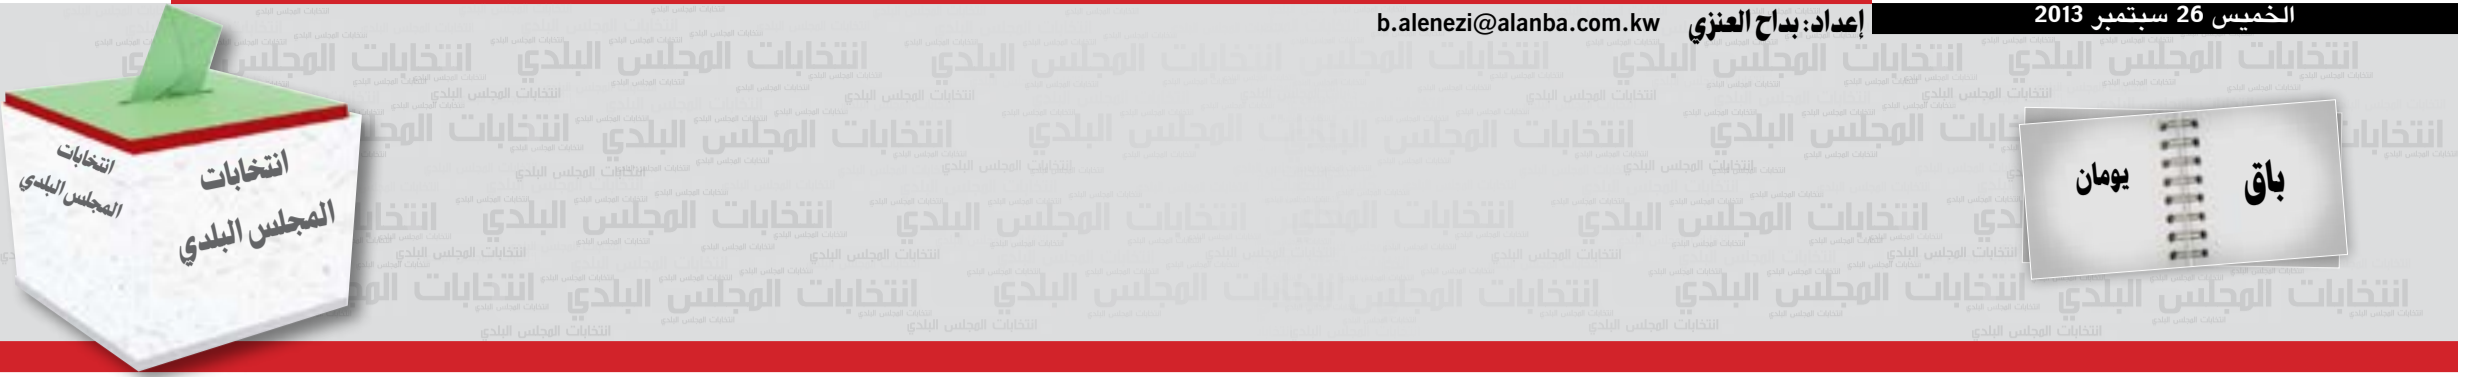 الخميس 26 سبتمبر 2013
إعداد: بداح العنزي b.alenezi@alanba.com.kw
باق
يومان
انتخابات
المجلس البلدي
انتخابات
المجلس البلدي
انتخابات المجلس البلدي